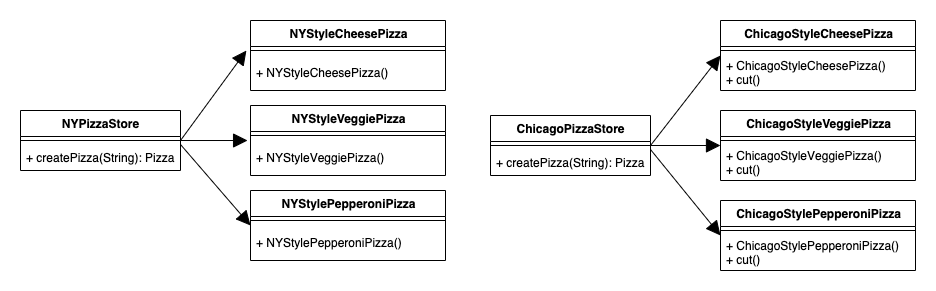 NYPizzaStore
+ createPizza(String): Pizza
NYStyleCheesePizza
+ NYStyleCheesePizza()
NYStyleVeggiePizza
+ NYStyleVeggiePizza()
NYStylePepperoniPizza
+ NYStylePepperoniPizza()
ChicagoPizzaStore
+ createPizza(String): Pizza
ChicagoStyleCheesePizza
+ ChicagoStyleCheesePizza()
+ cut()
ChicagoStyleVeggiePizza
+ ChicagoStyleVeggiePizza()
+ cut()
ChicagoStylePepperoniPizza
+ ChicagoStylePepperoniPizza()
+ cut()